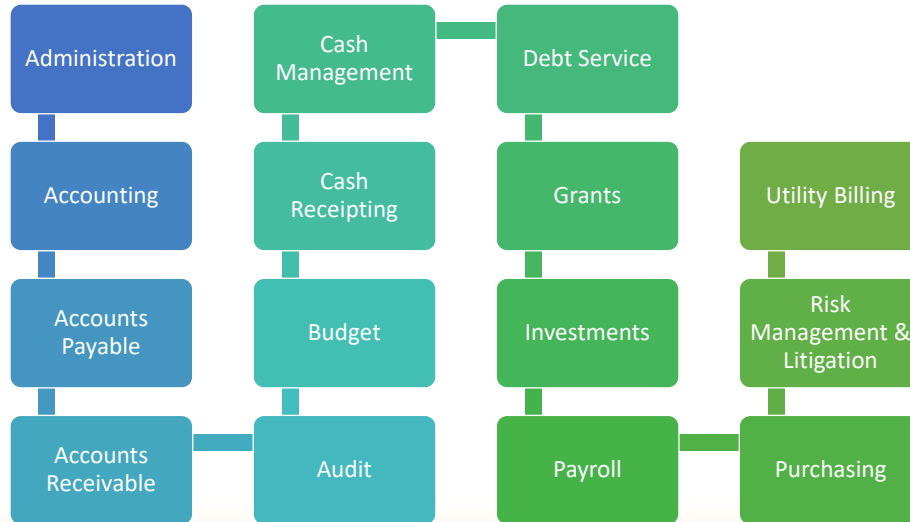 Administration
Accounting
Accounts
Payable
Accounts
Receivable
Audit
Budget
Cash
Receipting
Cash
Management
Debt Service
Grants
Investments
Payroll
Purchasing
Risk
Management &
Litigation
Utility Billing